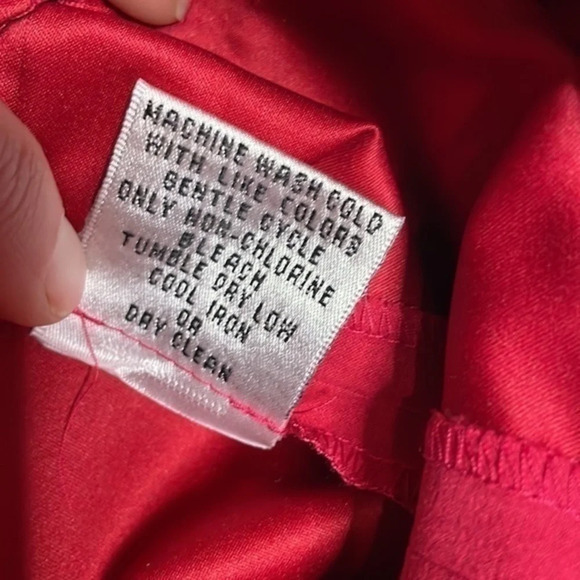 MACHINE WASH COLD
WITH LIKE COLORS
GENTLE CYCLE
ONLY NON-CHLORINE
BLEACH
TUMBLE DRY LOW
COOL IRON
OR
DRY CLEAN